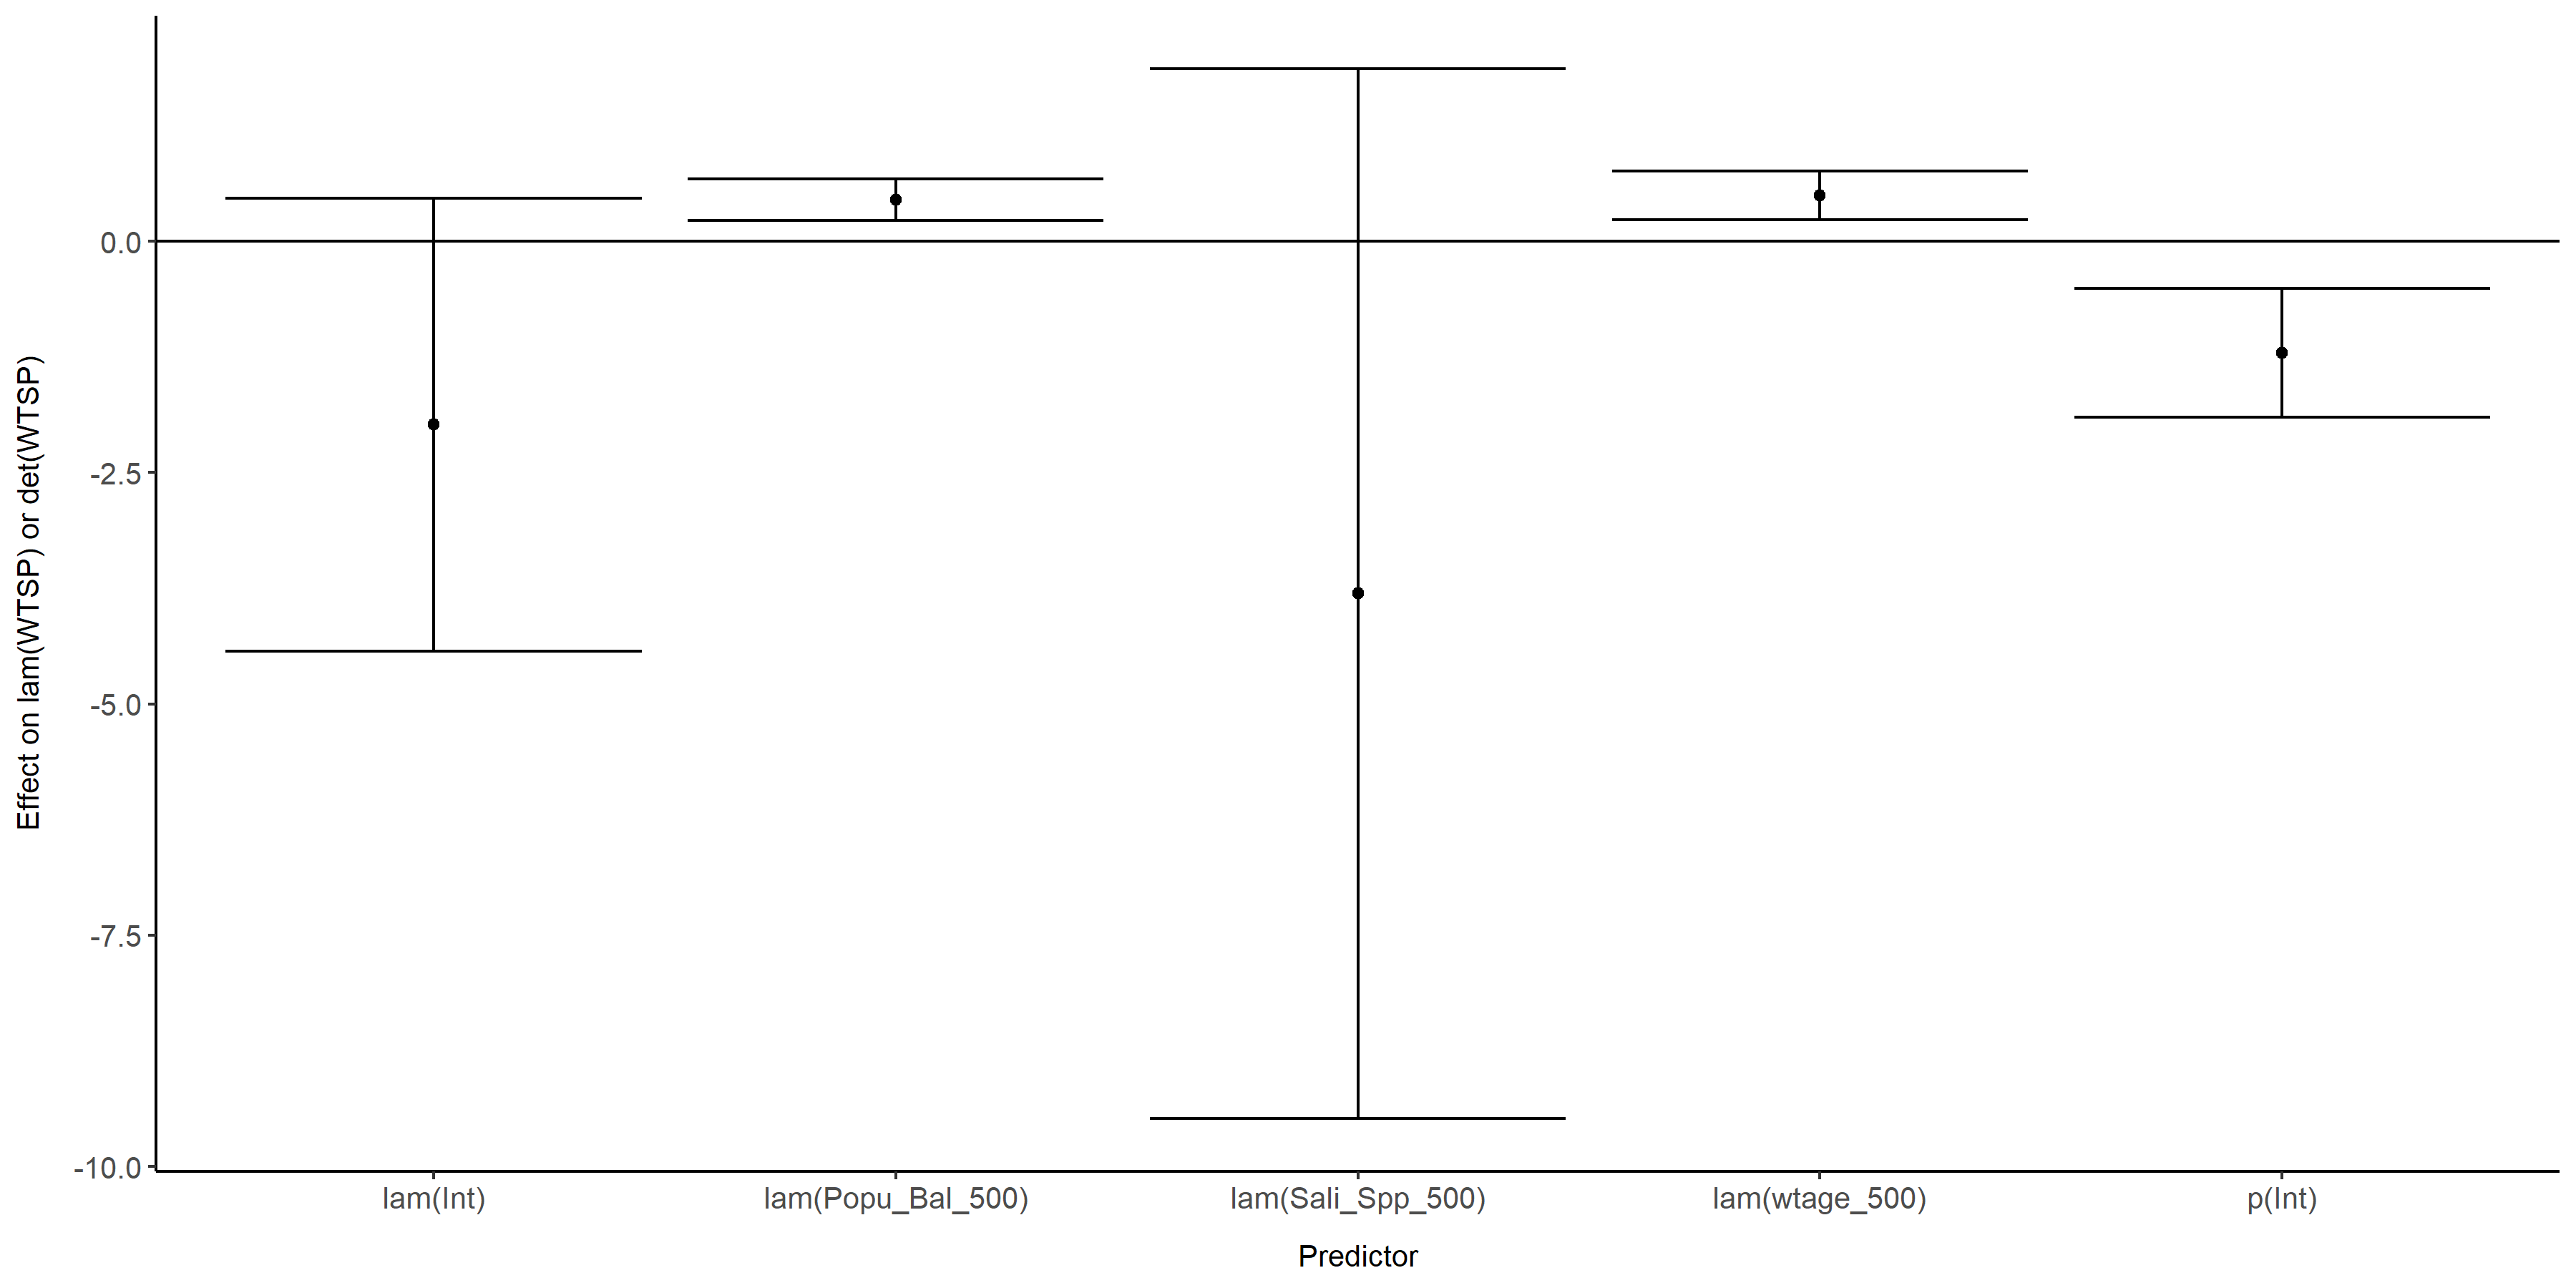 Effect on lam(WTSP) or det(WTSP)
0.0
-2.5
-5.0
-7.5
-10.0
lam(Int)
lam(Popu_Bal_500)
lam(Sali_Spp_500)
lam(wtage_500)
p(Int)
Predictor